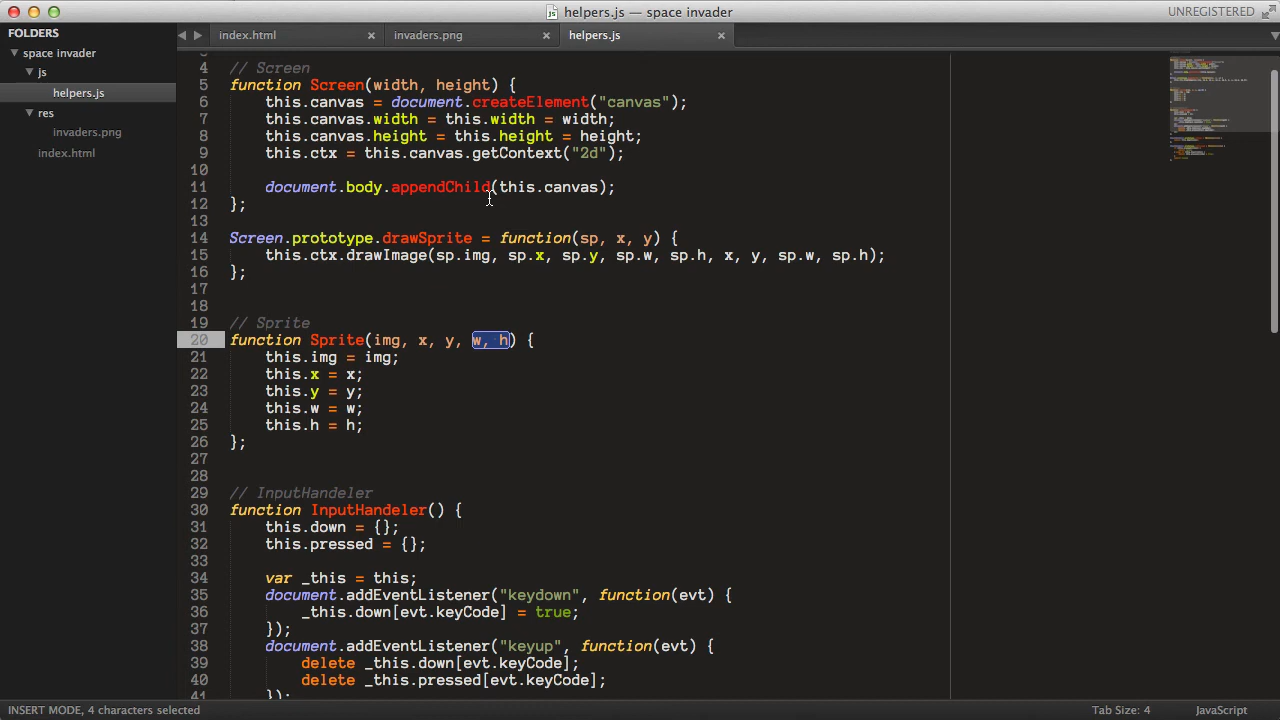 helpers.js — space invader
UNREGISTERED
FOLDERS
space invader
js
helpers.js
res
invaders.png
index.html
index.html
invaders.png
helpers.js
4 // Screen
5 function Screen(width, height) {
6 this.canvas = document.createElement("canvas");
7 this.canvas.width = this.width = width;
8 this.canvas.height = this.height = height;
9 this.ctx = this.canvas.getContext("2d");
10
11 document.body.appendChild(this.canvas);
12 };
13
14 Screen.prototype.drawSprite = function(sp, x, y) {
15 this.ctx.drawImage(sp.img, sp.x, sp.y, sp.w, sp.h, x, y, sp.w, sp.h);
16 };
17
18
19 // Sprite
20 function Sprite(img, x, y, w, h) {
21 this.img = img;
22 this.x = x;
23 this.y = y;
24 this.w = w;
25 this.h = h;
26 };
27
28
29 // InputHandeler
30 function InputHandeler() {
31 this.down = {};
32 this.pressed = {};
33
34 var _this = this;
35 document.addEventListener("keydown", function(evt) {
36 _this.down[evt.keyCode] = true;
37 });
38 document.addEventListener("keyup", function(evt) {
39 delete _this.down[evt.keyCode];
40 delete _this.pressed[evt.keyCode];
41 });
INSERT MODE, 4 characters selected
Tab Size: 4
JavaScript